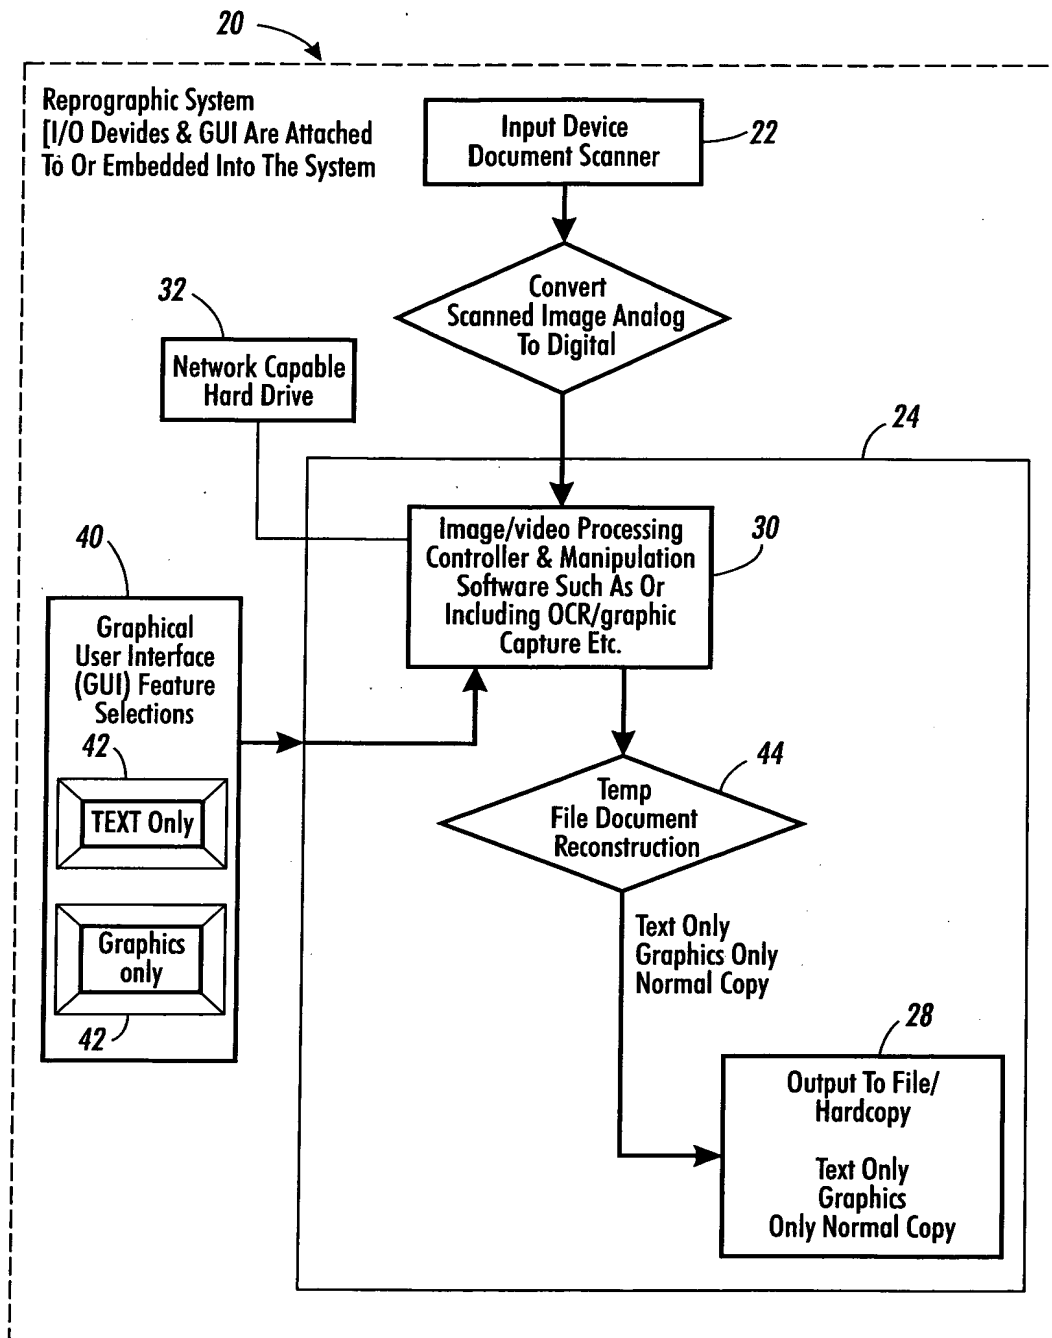 20
Reprographic System
[I/O Devides & GUI Are Attached
To Or Embedded Into The System
Input Device
Document Scanner
22
Convert
Scanned Image Analog
To Digital
32
Network Capable
Hard Drive
24
Image/video Processing
Controller & Manipulation
Software Such As Or
Including OCR/graphic
Capture Etc.
30
40
Graphical
User Interface
(GUI) Feature
Selections
42
TEXT Only
Graphics
only
42
Temp
File Document
Reconstruction
44
Text Only
Graphics Only
Normal Copy
28
Output To File/
Hardcopy
Text Only
Graphics
Only Normal Copy